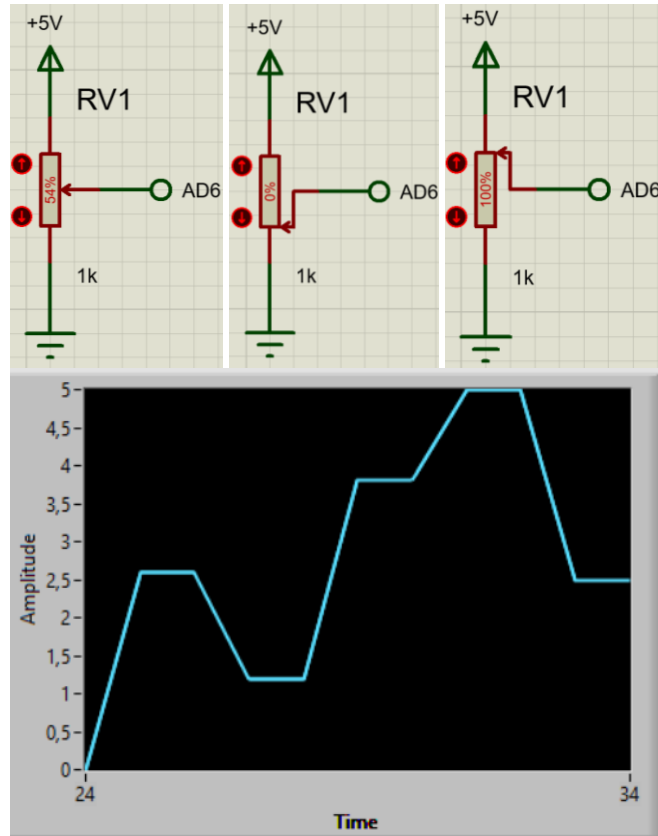 +5V
RV1
54%
AD6
1k
+5V
RV1
0%
AD6
1k
+5V
RV1
100%
AD6
1k
Amplitude
5
4,5
4
3,5
3
2,5
2
1,5
1
0,5
0
24
34
Time